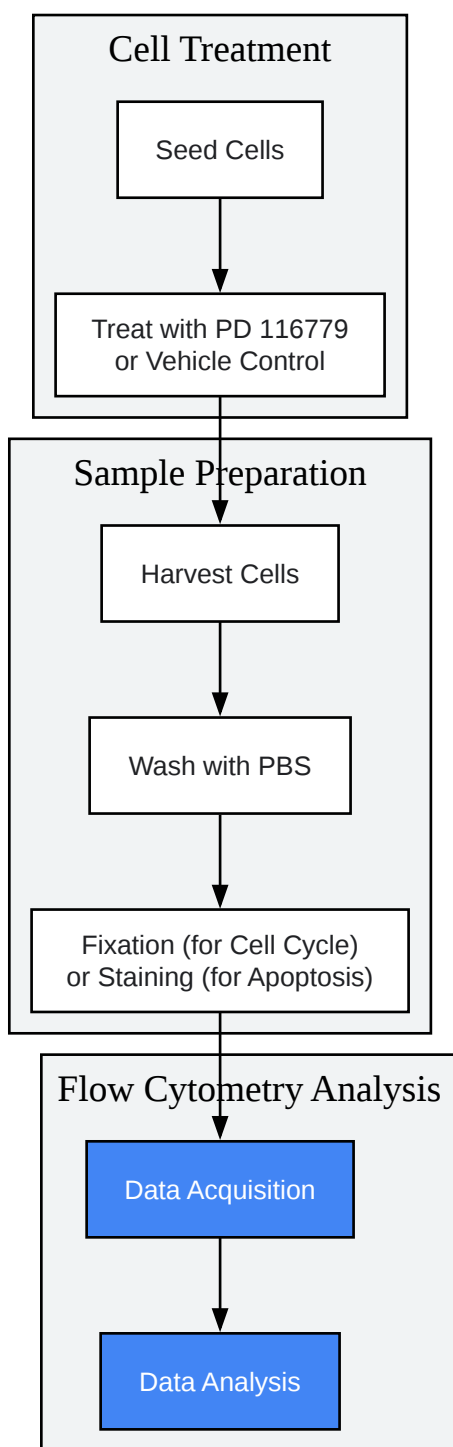 Cell Treatment
Seed Cells
Treat with PD 116779
or Vehicle Control
Sample Preparation
Harvest Cells
Wash with PBS
Fixation (for Cell Cycle)
or Staining (for Apoptosis)
Flow Cytometry Analysis
Data Acquisition
Data Analysis